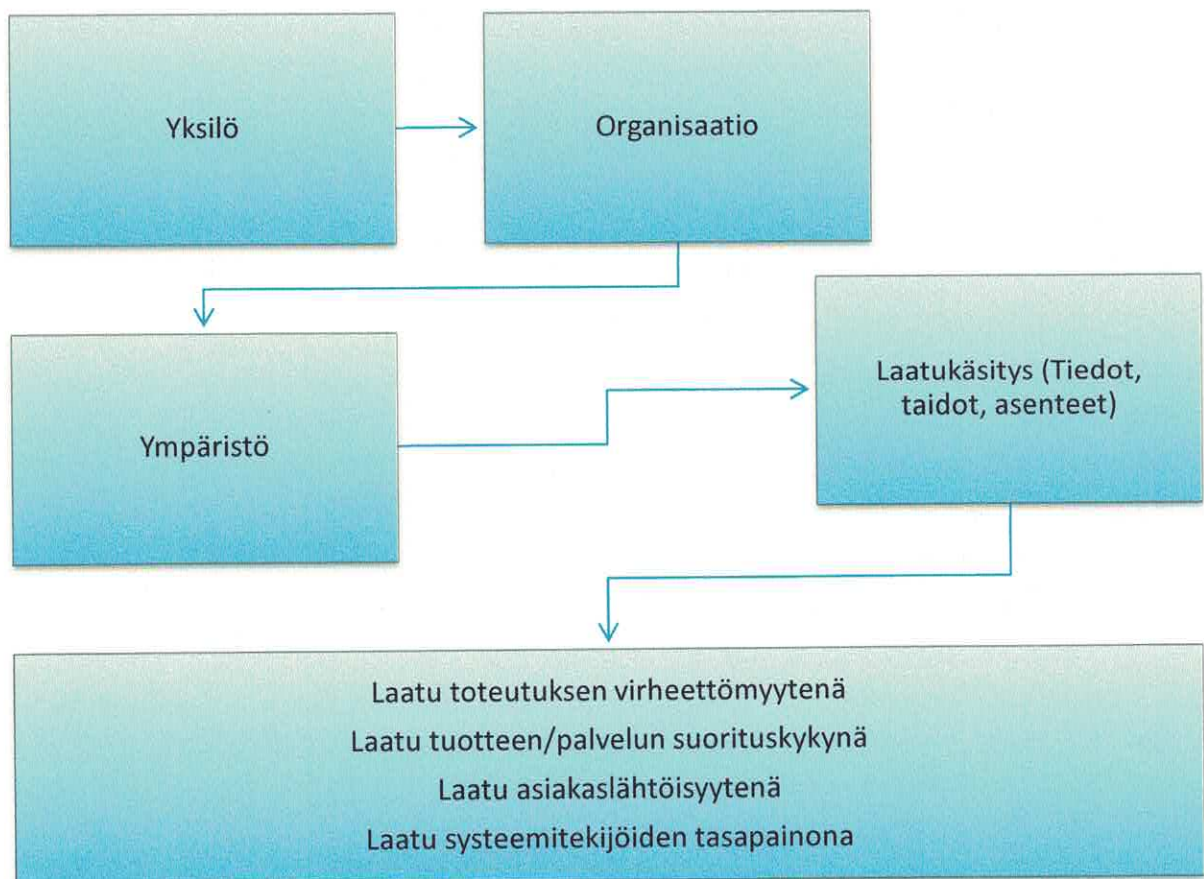 Yksilö
Organisaatio
Ympäristö
Laatukäsitys (Tiedot,
taidot, asenteet)
Laatu toteutuksen virheettömyytenä
Laatu tuotteen/palvelun suorituskykynä
Laatu asiakaslähtöisyytenä
Laatu systeemitekijöiden tasapainona